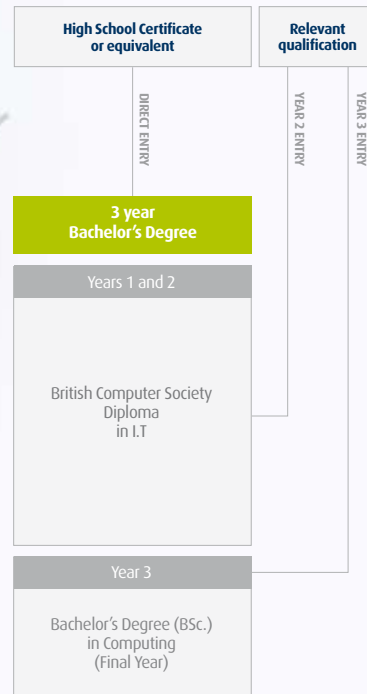 High School Certificate
or equivalent
Relevant
qualification
DIRECT ENTRY
YEAR 2 ENTRY
YEAR 3 ENTRY
3 year
Bachelor's Degree
Years 1 and 2
British Computer Society
Diploma
in I.T
Year 3
Bachelor's Degree (BSc.)
in Computing
(Final Year)